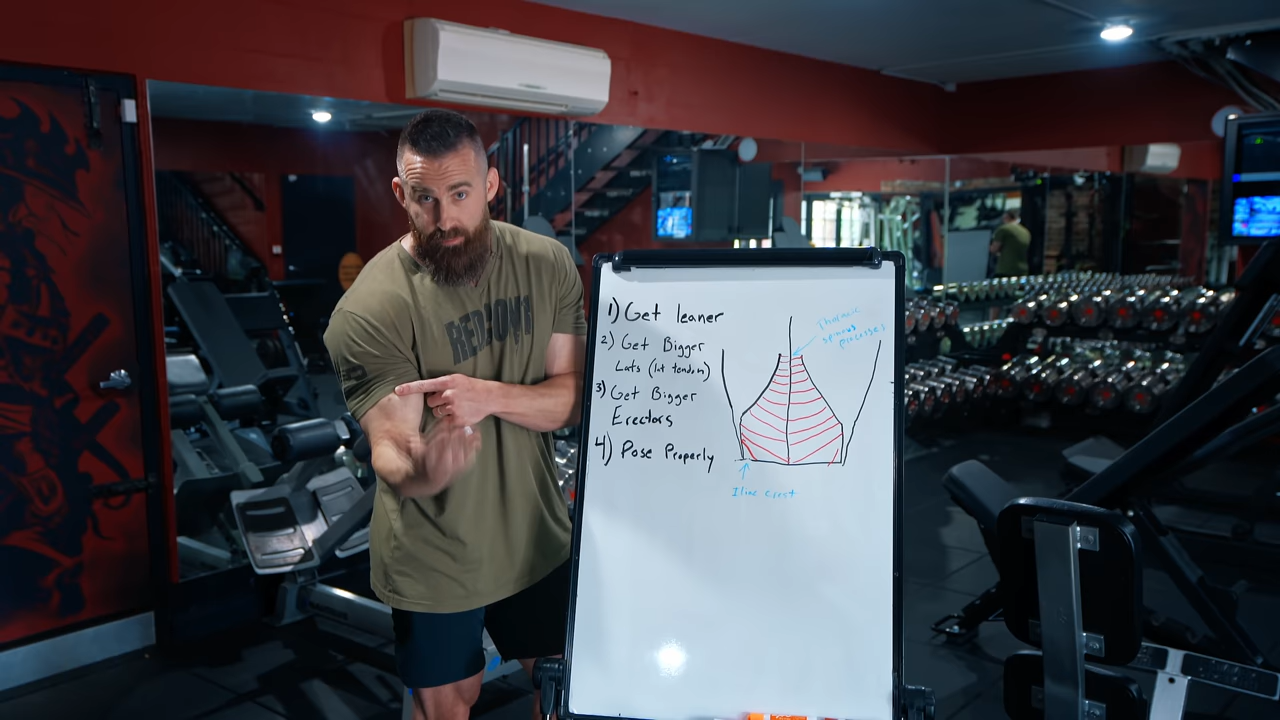 1) Get leaner
2) Get Bigger
Lats (lat tendon)
3) Get Bigger
Erectors
4) Pose Properly
Thoracic
spinous
processes
Iliac crest